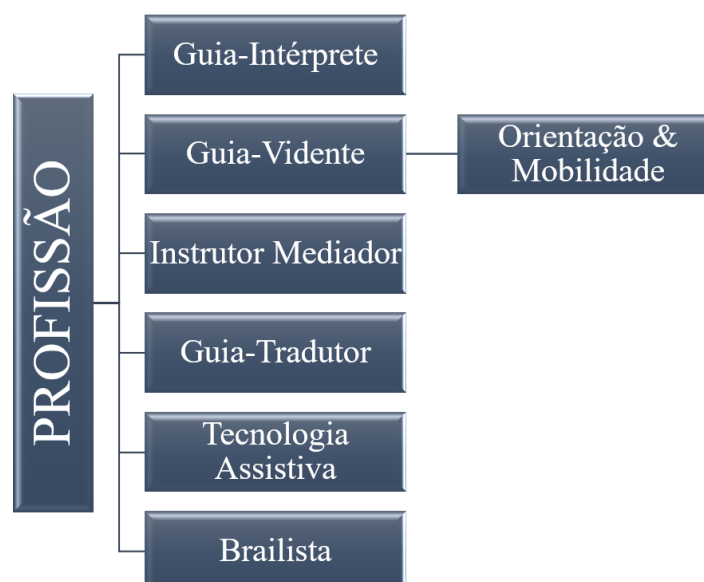 PROFISSÃO
Guia-Intérprete
Guia-Vidente
Orientação &
Mobilidade
Instrutor Mediador
Guia-Tradutor
Tecnologia
Assistiva
Brailista